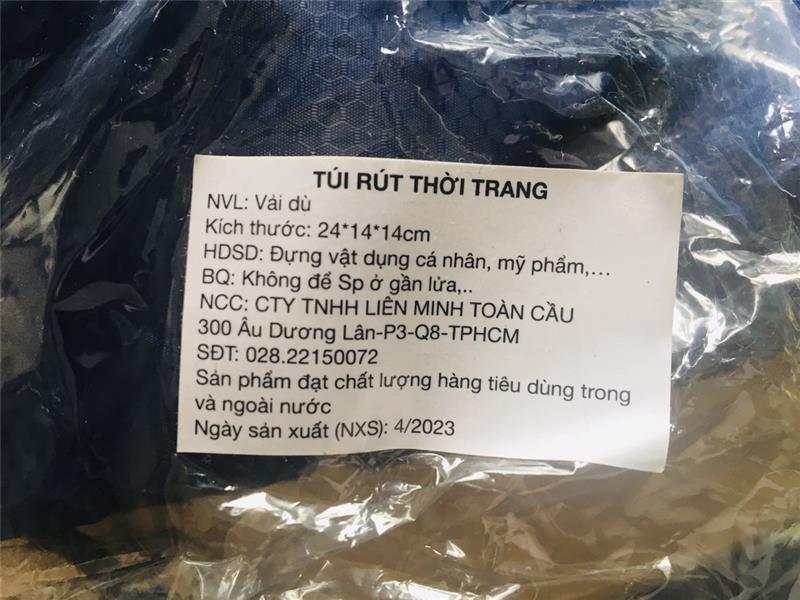 TÚI RÚT THỜI TRANG
NVL: Vải dù
Kích thước: 24*14*14cm
HDSD: Đựng vật dụng cá nhân, mỹ phẩm,...
BQ: Không để Sp ở gần lửa,..
NCC: CTY TNHH LIÊN MINH TOÀN CẦU
300 Âu Dương Lân-P3-Q8-TPHCM
SĐT: 028.22150072
Sản phẩm đạt chất lượng hàng tiêu dùng trong
và ngoài nước
Ngày sản xuất (NXS): 4/2023